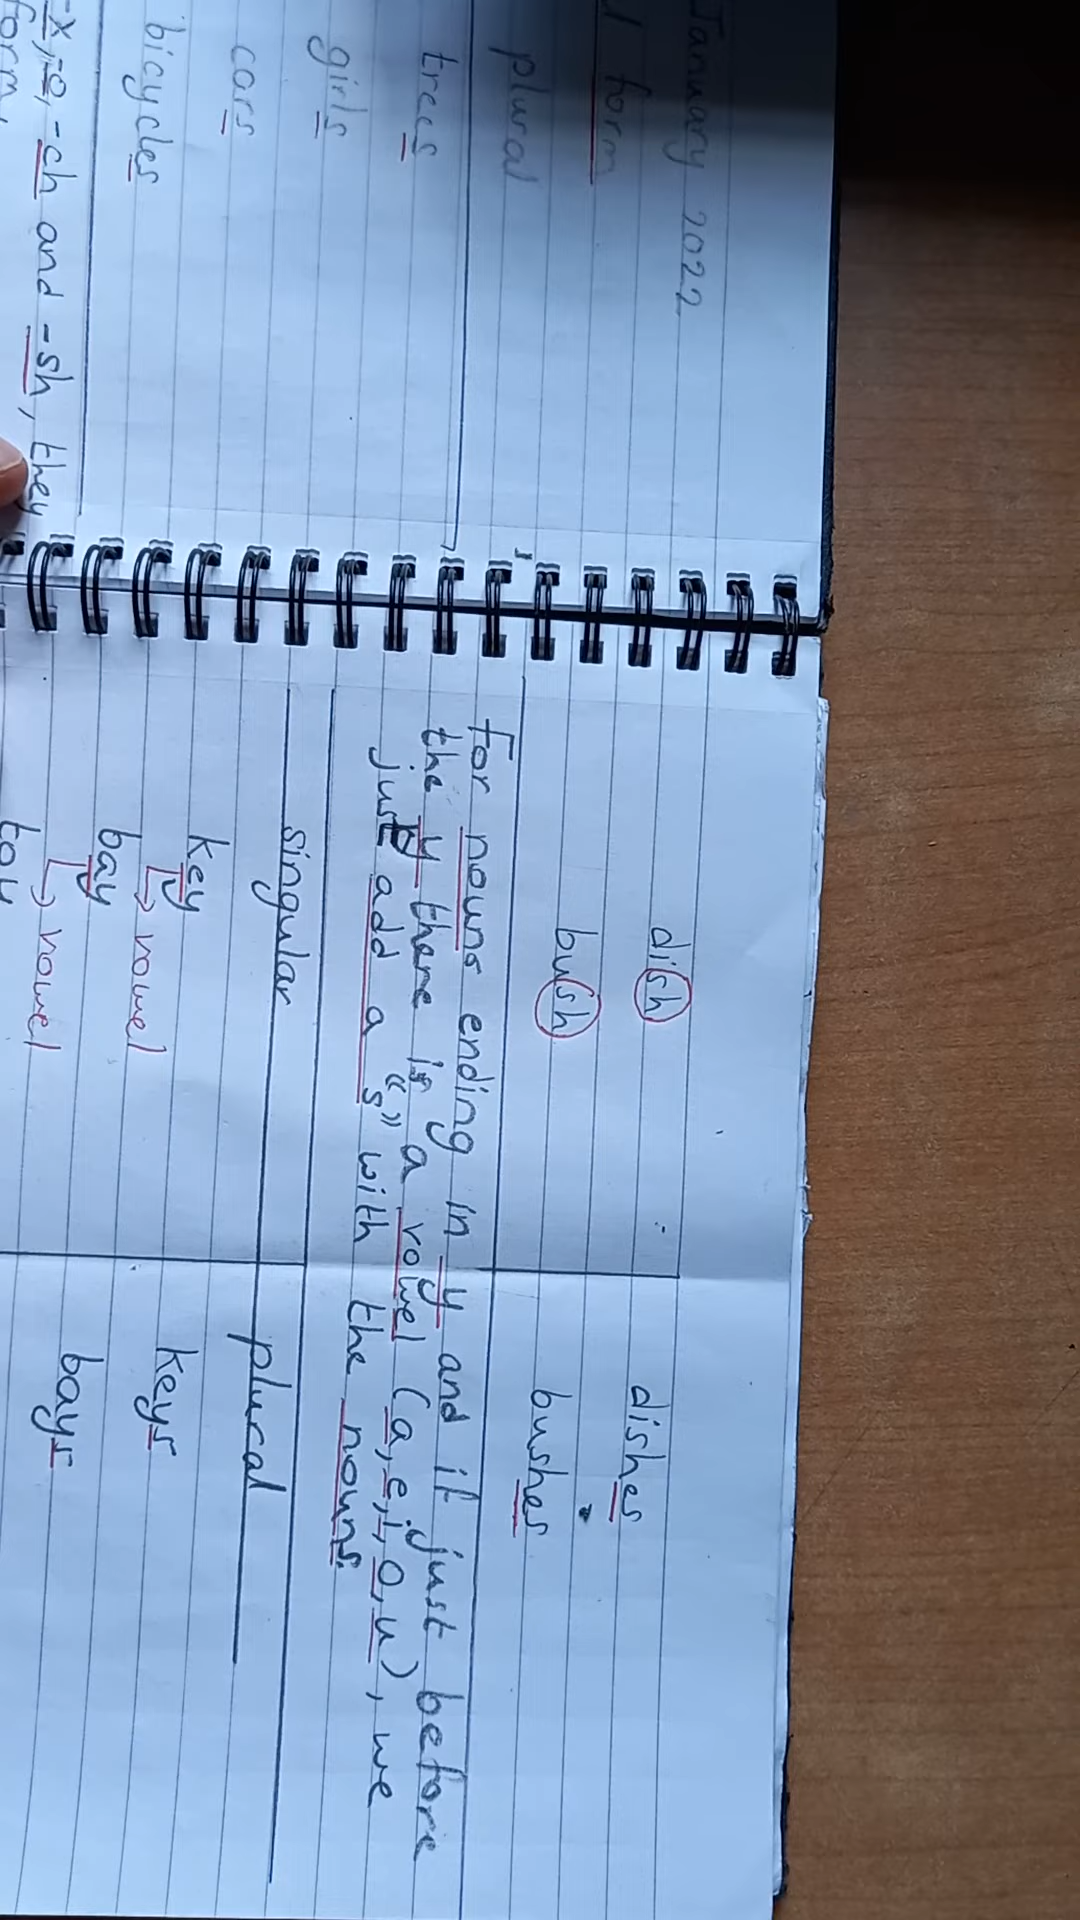 January 2022
form
plural
trees
girls
cars
bicycles
-x, -o, -ch and -sh, they
form,
dish dishes
bush bushes
For nouns ending in y and if just before
the y there is a vowel (a, e, i, o, u), we
just add a "s" with the nouns.
singular plural
key keys
→ vowel
bay bays
→ vowel
toy